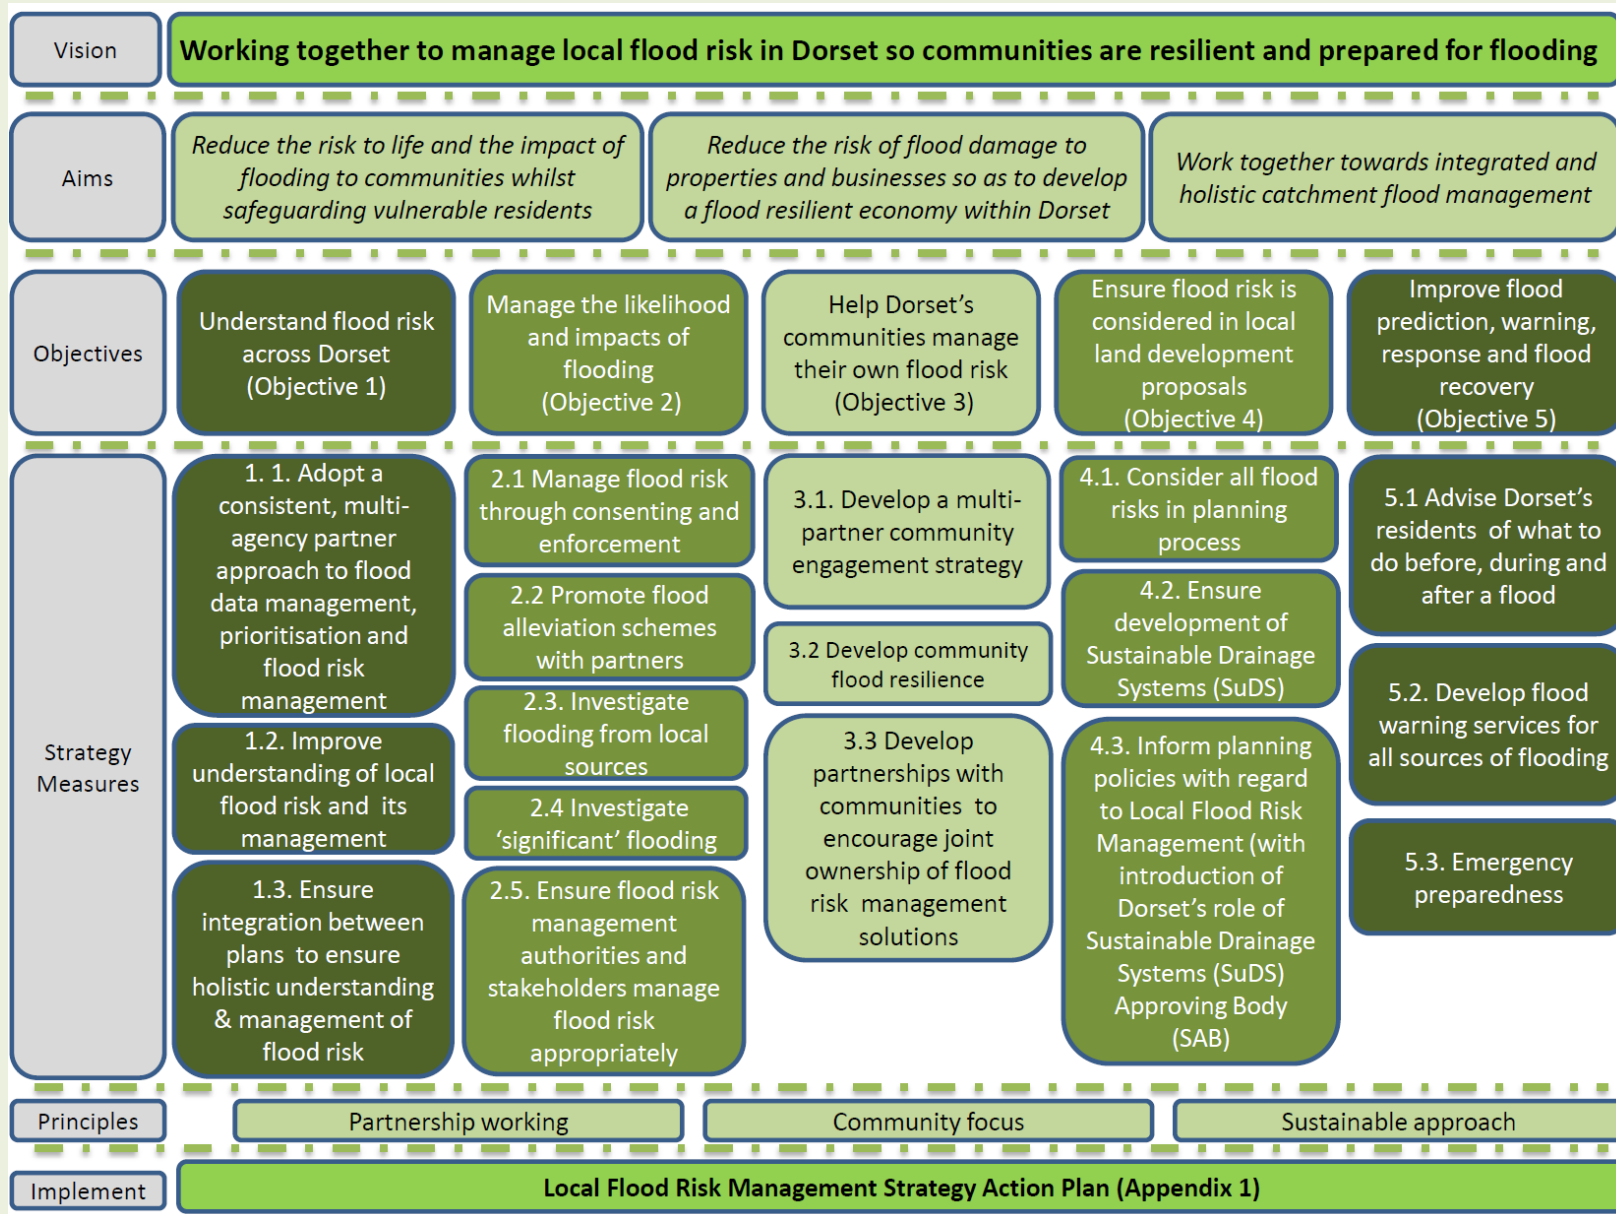 Vision
Working together to manage local flood risk in Dorset so communities are resilient and prepared for flooding
Aims
Reduce the risk to life and the impact of
flooding to communities whilst
safeguarding vulnerable residents
Reduce the risk of flood damage to
properties and businesses so as to develop
a flood resilient economy within Dorset
Work together towards integrated and
holistic catchment flood management
Objectives
Understand flood risk
across Dorset
(Objective 1)
Manage the likelihood
and impacts of
flooding
(Objective 2)
Help Dorset’s
communities manage
their own flood risk
(Objective 3)
Ensure flood risk is
considered in local
land development
proposals
(Objective 4)
Improve flood
prediction, warning,
response and flood
recovery
(Objective 5)
Strategy
Measures
1. 1. Adopt a
consistent, multi-
agency partner
approach to flood
data management,
prioritisation and
flood risk
management
1.2. Improve
understanding of local
flood risk and its
management
1.3. Ensure
integration between
plans to ensure
holistic understanding
& management of
flood risk
2.1 Manage flood risk
through consenting and
enforcement
2.2 Promote flood
alleviation schemes
with partners
2.3. Investigate
flooding from local
sources
2.4 Investigate
‘significant’ flooding
2.5. Ensure flood risk
management
authorities and
stakeholders manage
flood risk
appropriately
3.1. Develop a multi-
partner community
engagement strategy
3.2 Develop community
flood resilience
3.3 Develop
partnerships with
communities to
encourage joint
ownership of flood
risk management
solutions
4.1. Consider all flood
risks in planning
process
4.2. Ensure
development of
Sustainable Drainage
Systems (SuDS)
4.3. Inform planning
policies with regard
to Local Flood Risk
Management (with
introduction of
Dorset’s role of
Sustainable Drainage
Systems (SuDS)
Approving Body
(SAB)
5.1 Advise Dorset’s
residents of what to
do before, during and
after a flood
5.2. Develop flood
warning services for
all sources of flooding
5.3. Emergency
preparedness
Principles
Partnership working
Community focus
Sustainable approach
Implement
Local Flood Risk Management Strategy Action Plan (Appendix 1)